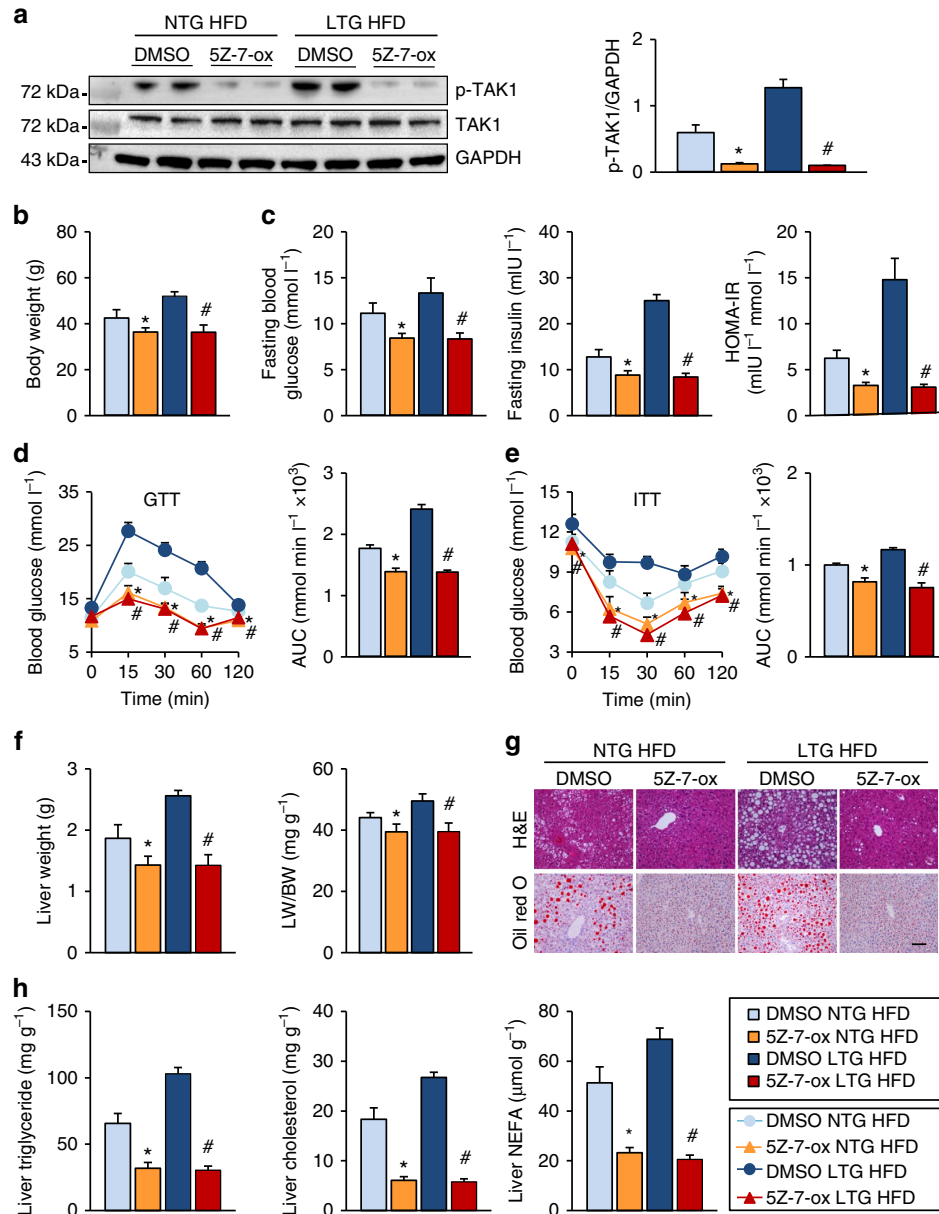 a
NTG HFD
LTG HFD
DMSO 5Z-7-ox DMSO 5Z-7-ox
72 kDa
p-TAK1
72 kDa
TAK1
43 kDa
GAPDH
p-TAK1/GAPDH
2
1
0
*
#
b
Body weight (g)
80
60
40
20
0
*
#
c
Fasting blood
glucose (mmol l⁻¹)
20
15
10
5
0
*
#
Fasting insulin (mIU l⁻¹)
40
30
20
10
0
*
#
HOMA-IR
(mIU l⁻¹ mmol l⁻¹)
20
15
10
5
0
*
#
d
GTT
Blood glucose (mmol l⁻¹)
35
25
15
5
* * * *
# # # #
0 15 30 60 120
Time (min)
AUC (mmol min l⁻¹ ×10³)
3
2
1
0
*
#
e
ITT
Blood glucose (mmol l⁻¹)
15
12
9
6
3
* * * * *
# # # # #
0 15 30 60 120
Time (min)
AUC (mmol min l⁻¹ ×10³)
2
1
0
*
#
f
Liver weight (g)
3
2
1
0
*
#
LW/BW (mg g⁻¹)
60
40
20
0
*
#
g
NTG HFD
LTG HFD
DMSO 5Z-7-ox DMSO 5Z-7-ox
H&E
Oil red O
h
Liver triglyceride (mg g⁻¹)
150
100
50
0
*
#
Liver cholesterol (mg g⁻¹)
40
30
20
10
0
*
#
Liver NEFA (μmol g⁻¹)
80
60
40
20
0
*
#
DMSO NTG HFD
5Z-7-ox NTG HFD
DMSO LTG HFD
5Z-7-ox LTG HFD
DMSO NTG HFD
5Z-7-ox NTG HFD
DMSO LTG HFD
5Z-7-ox LTG HFD